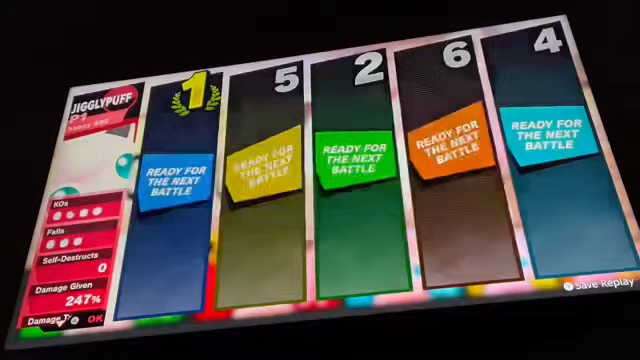 JIGGLYPUFF
P1
KOs
Falls
Self-Destructs
0
Damage Given
247%
OK
1
READY FOR
THE NEXT
BATTLE
5
READY FOR
THE NEXT
BATTLE
2
READY FOR
THE NEXT
BATTLE
6
READY FOR
THE NEXT
BATTLE
4
READY FOR
THE NEXT
BATTLE
Save Replay